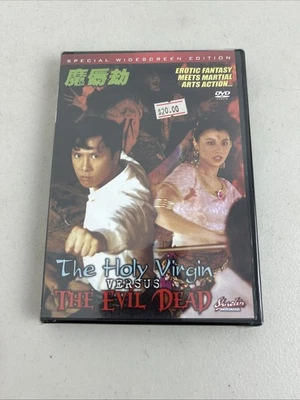 SPECIAL WIDESCREEN EDITION
魔唇劫
EROTIC FANTASY
MEETS MARTIAL
ARTS ACTION...
DVD
$20.00
The Holy Virgin
VERSUS
THE EVIL DEAD